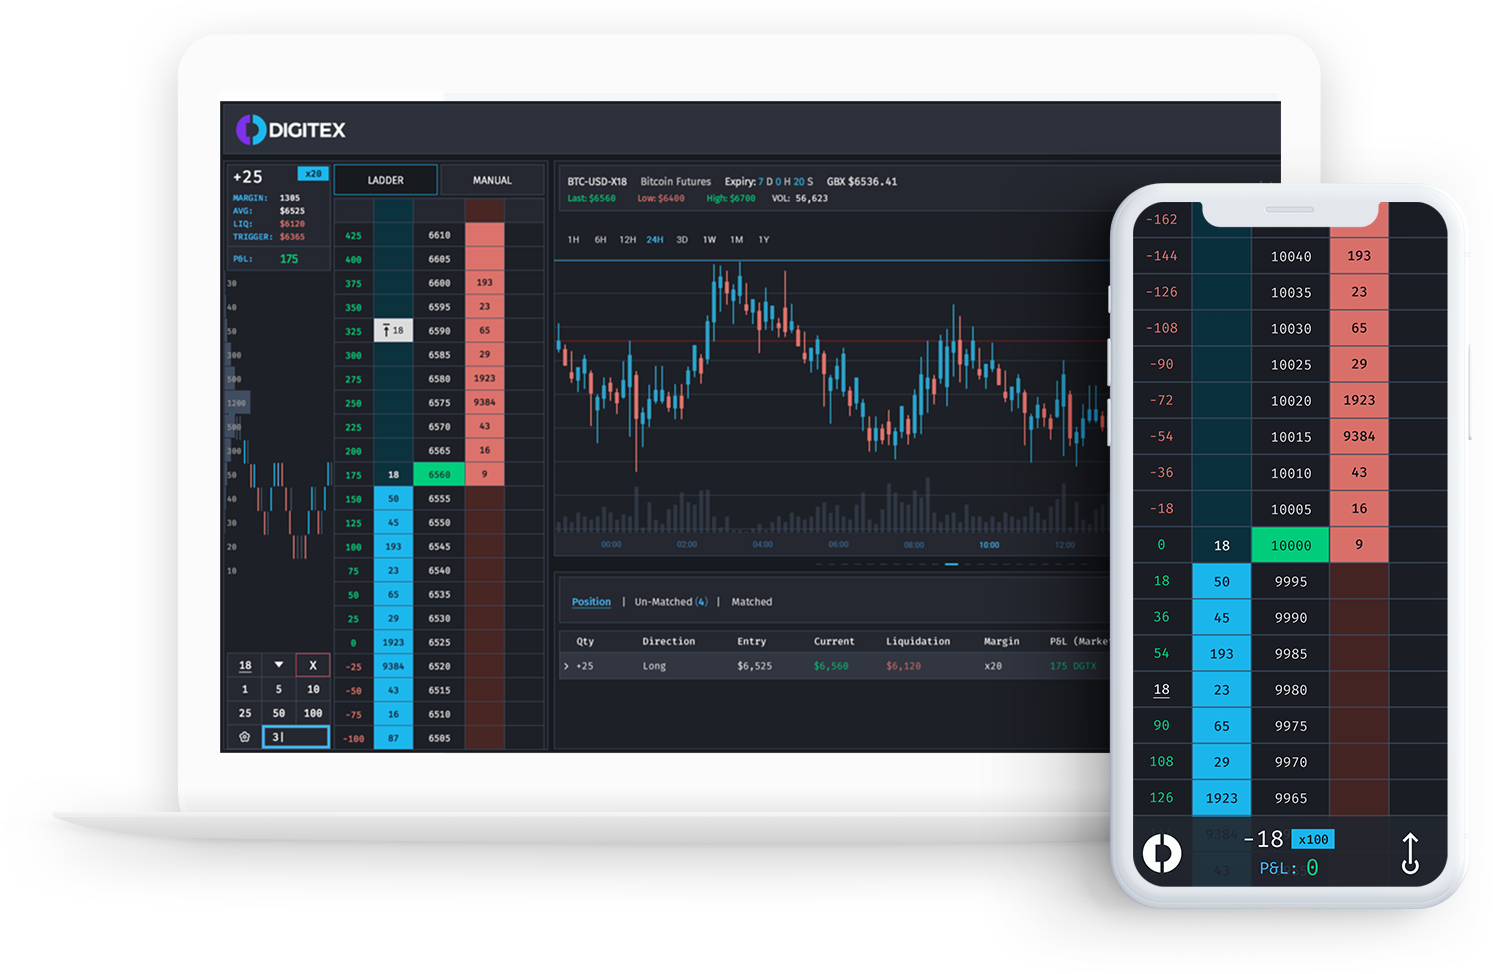 DIGITEX
+25 x20
MARGIN: 1305
AVG: $6525
LIQ: $6120
TRIGGER: $6365
P&L: 175
30
40
50
300
500
1200
500
300
50
40
30
20
10
18 X
1 5 10
25 50 100
3|
LADDER MANUAL
425 6610
400 6605
375 6600 193
350 6595 23
325 18 6590 65
300 6585 29
275 6580 1923
250 6575 9384
225 6570 43
200 6565 16
175 18 6560 9
150 50 6555
125 45 6550
100 193 6545
75 23 6540
50 65 6535
25 29 6530
0 1923 6525
-25 9384 6520
-50 43 6515
-75 16 6510
-100 87 6505
BTC-USD-X18 Bitcoin Futures Expiry: 7 D 0 H 20 S GBX $6536.41
Last: $6560 Low: $6400 High: $6700 VOL: 56,623
1H 6H 12H 24H 3D 1W 1M 1Y
00:00 02:00 04:00 06:00 08:00 10:00 12:00
Position | Un-Matched (4) | Matched
Qty Direction Entry Current Liquidation Margin P&L (Marke
> +25 Long $6,525 $6,560 $6,120 x20 175 DGTX
-162
-144 10040 193
-126 10035 23
-108 10030 65
-90 10025 29
-72 10020 1923
-54 10015 9384
-36 10010 43
-18 10005 16
0 18 10000 9
18 50 9995
36 45 9990
54 193 9985
18 23 9980
90 65 9975
108 29 9970
126 1923 9965
9384
-18 x100
P&L: 0
43